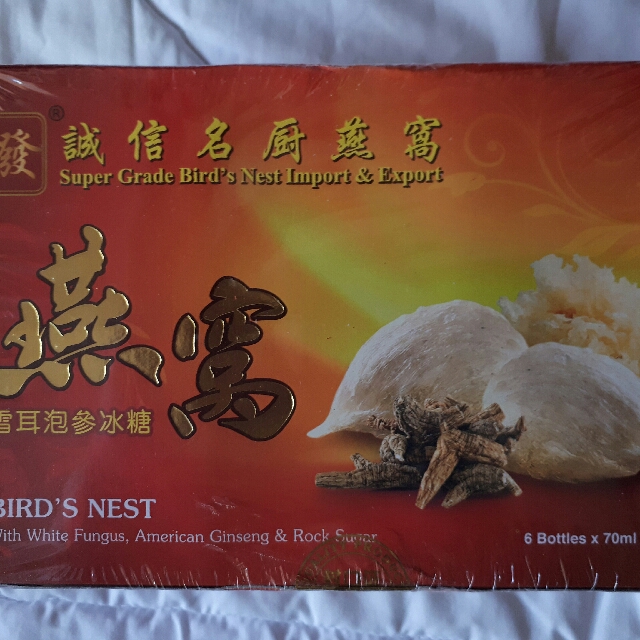 發
®
誠信名厨燕窩
Super Grade Bird's Nest Import & Export
燕窩
雪耳泡參冰糖
BIRD'S NEST
With White Fungus, American Ginseng & Rock Sugar
6 Bottles x 70ml